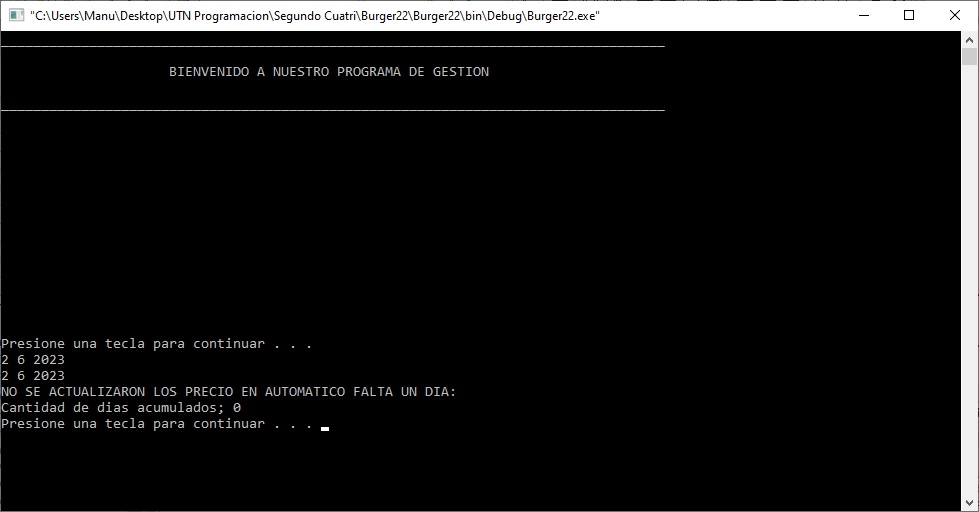 "C:\Users\Manu\Desktop\UTN Programacion\Segundo Cuatri\Burger22\Burger22\bin\Debug\Burger22.exe"
BIENVENIDO A NUESTRO PROGRAMA DE GESTION
Presione una tecla para continuar . . .
2 6 2023
2 6 2023
NO SE ACTUALIZARON LOS PRECIO EN AUTOMATICO FALTA UN DIA:
Cantidad de dias acumulados; 0
Presione una tecla para continuar . . .